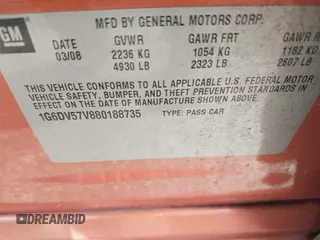 GM
MFD BY GENERAL MOTORS CORP.
DATE GVWR GAWR FRT GAWR RR
03/08 2236 KG 1054 KG 1182 KG
4930 LB 2323 LB 2607 LB
THIS VEHICLE CONFORMS TO ALL APPLICABLE U.S. FEDERAL MOTOR
VEHICLE SAFETY, BUMPER, AND THEFT PREVENTION STANDARDS
IN EFFECT ON THE DATE OF MANUFACTURE SHOWN ABOVE.
1G6DV57V880188735 TYPE: PASS CAR
DREAMBID